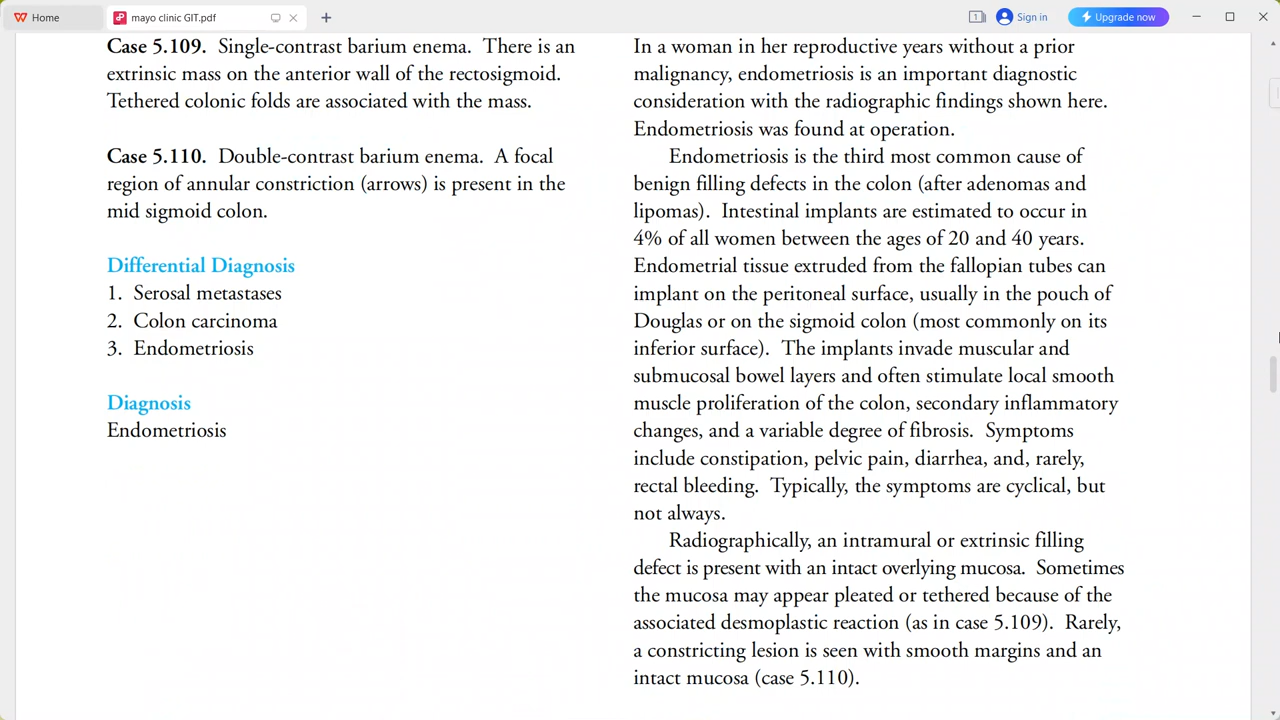 Home
mayo clinic GIT.pdf
1
Sign in
Upgrade now
Case 5.109. Single-contrast barium enema. There is an
extrinsic mass on the anterior wall of the rectosigmoid.
Tethered colonic folds are associated with the mass.
Case 5.110. Double-contrast barium enema. A focal
region of annular constriction (arrows) is present in the
mid sigmoid colon.
Differential Diagnosis
1. Serosal metastases
2. Colon carcinoma
3. Endometriosis
Diagnosis
Endometriosis
In a woman in her reproductive years without a prior
malignancy, endometriosis is an important diagnostic
consideration with the radiographic findings shown here.
Endometriosis was found at operation.
Endometriosis is the third most common cause of
benign filling defects in the colon (after adenomas and
lipomas). Intestinal implants are estimated to occur in
4% of all women between the ages of 20 and 40 years.
Endometrial tissue extruded from the fallopian tubes can
implant on the peritoneal surface, usually in the pouch of
Douglas or on the sigmoid colon (most commonly on its
inferior surface). The implants invade muscular and
submucosal bowel layers and often stimulate local smooth
muscle proliferation of the colon, secondary inflammatory
changes, and a variable degree of fibrosis. Symptoms
include constipation, pelvic pain, diarrhea, and, rarely,
rectal bleeding. Typically, the symptoms are cyclical, but
not always.
Radiographically, an intramural or extrinsic filling
defect is present with an intact overlying mucosa. Sometimes
the mucosa may appear pleated or tethered because of the
associated desmoplastic reaction (as in case 5.109). Rarely,
a constricting lesion is seen with smooth margins and an
intact mucosa (case 5.110).